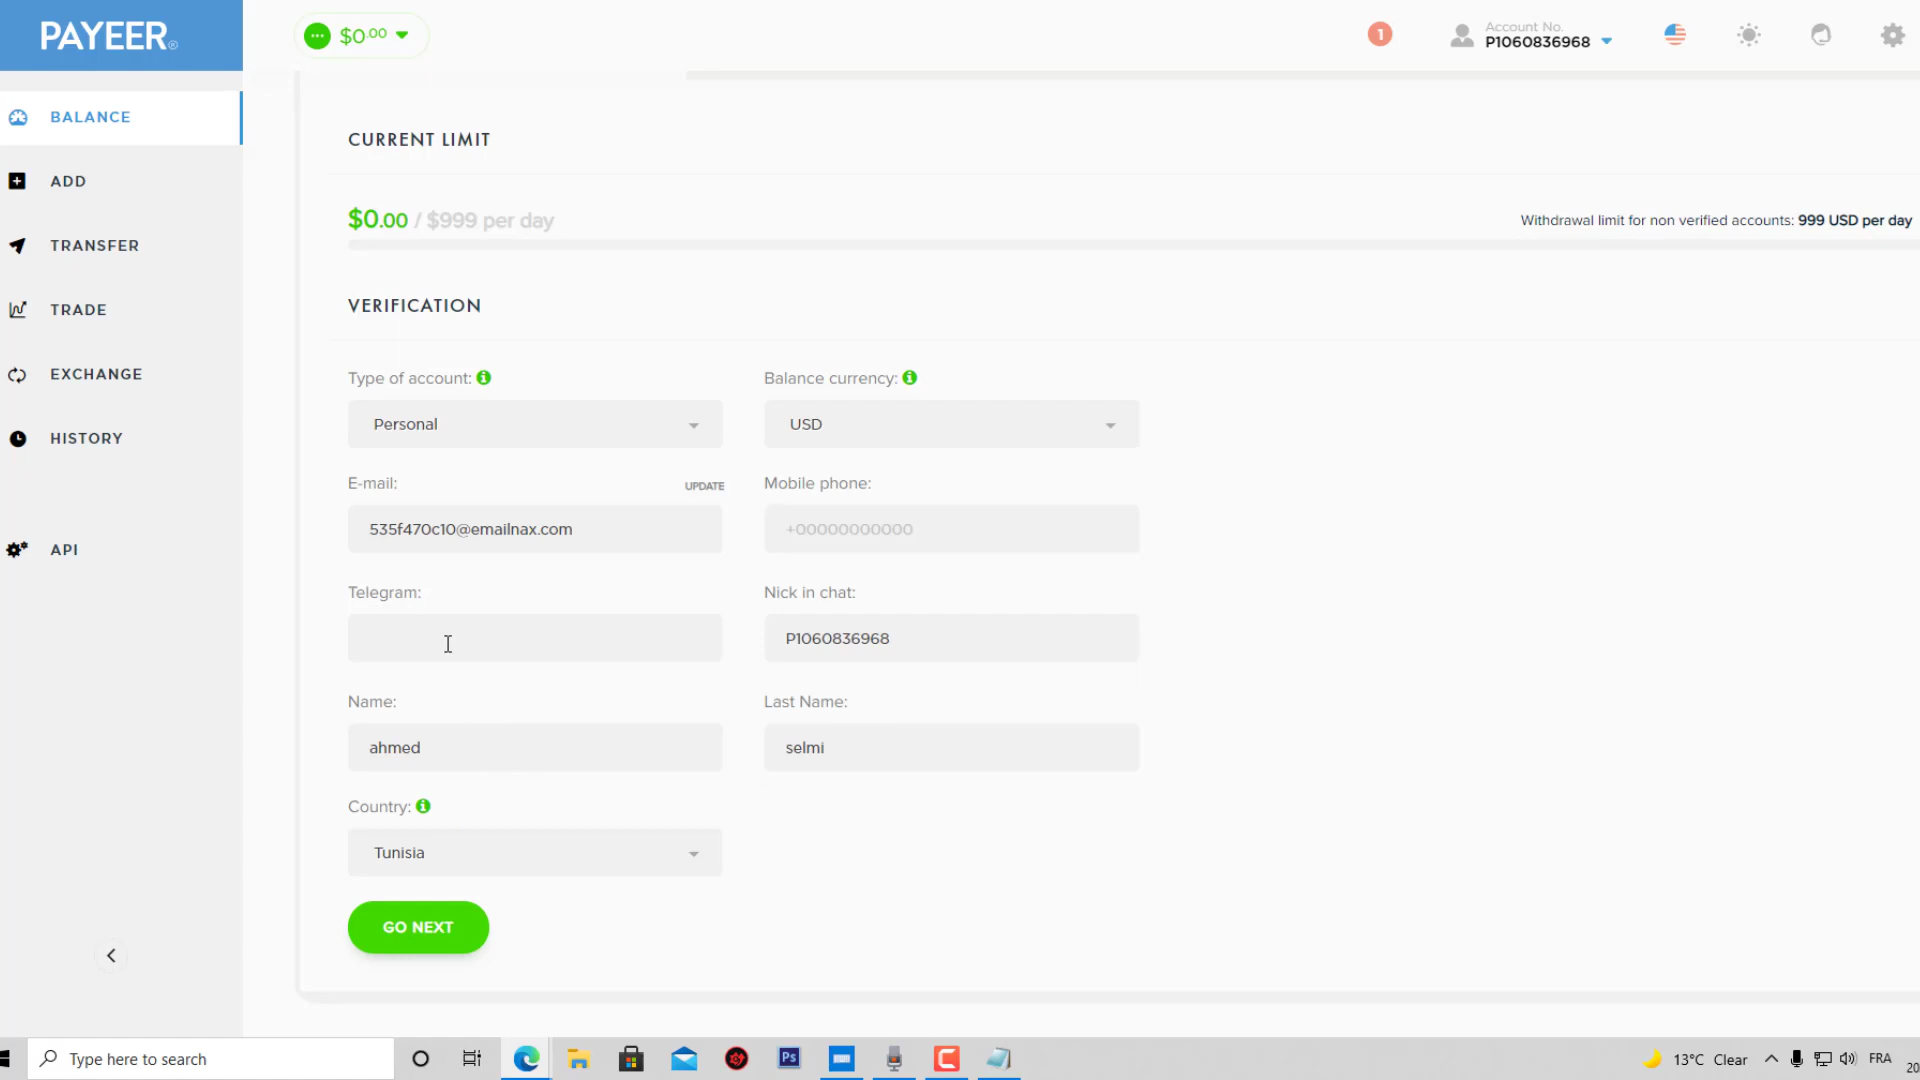 PAYEER®
$0.00
1
Account No.
P1060836968
BALANCE
ADD
TRANSFER
TRADE
EXCHANGE
HISTORY
API
CURRENT LIMIT
$0.00 / $999 per day
Withdrawal limit for non verified accounts: 999 USD per day
VERIFICATION
Type of account:
Balance currency:
Personal
USD
E-mail:
UPDATE
Mobile phone:
535f470c10@emailnax.com
+00000000000
Telegram:
Nick in chat:
P1060836968
Name:
Last Name:
ahmed
selmi
Country:
Tunisia
GO NEXT
Type here to search
Ps
13°C Clear
FRA